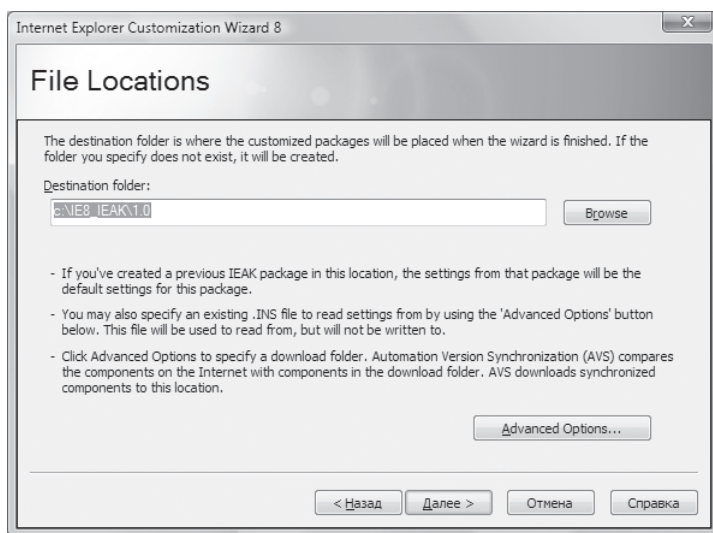 Internet Explorer Customization Wizard 8
File Locations
The destination folder is where the customized packages will be placed when the wizard is finished. If the
folder you specify does not exist, it will be created.
Destination folder:
c:\IE8_IEAK\1.0
Browse
- If you've created a previous IEAK package in this location, the settings from that package will be the
default settings for this package.
- You may also specify an existing .INS file to read settings from by using the 'Advanced Options' button
below. This file will be used to read from, but will not be written to.
- Click Advanced Options to specify a download folder. Automation Version Synchronization (AVS) compares
the components on the Internet with components in the download folder. AVS downloads synchronized
components to this location.
Advanced Options...
< Назад
Далее >
Отмена
Справка